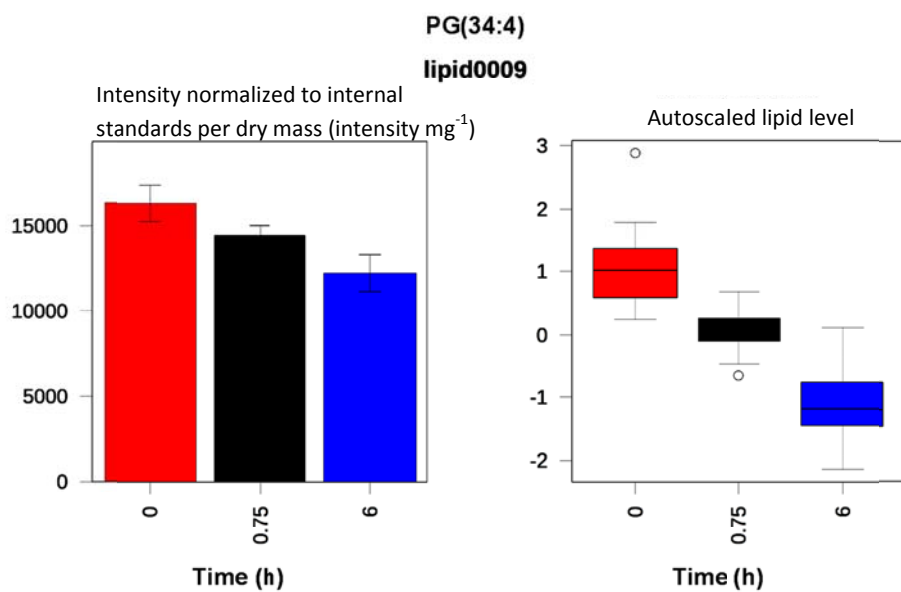 PG(34:4)
lipid0009
Intensity normalized to internal
standards per dry mass (intensity mg⁻¹)
15000
10000
5000
0
0
0.75
6
Time (h)
Autoscaled lipid level
3
2
1
0
-1
-2
0
0.75
6
Time (h)